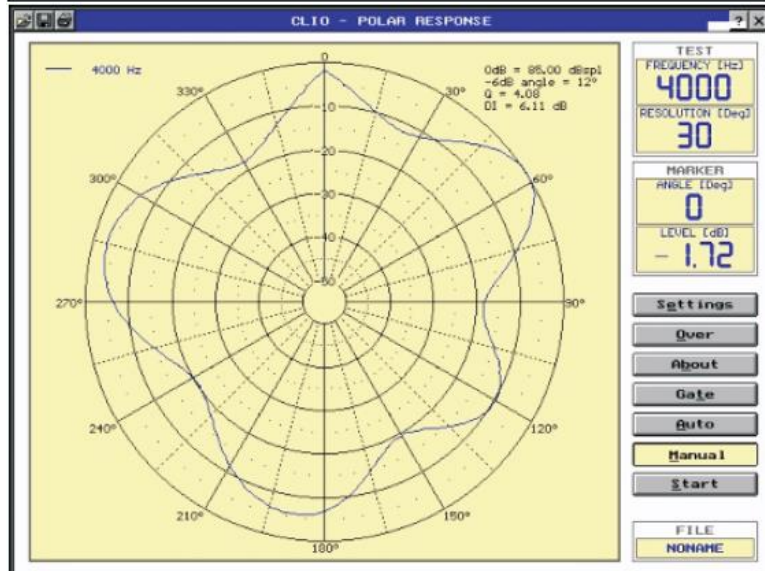 CLIO - POLAR RESPONSE
? X
4000 Hz
0dB = 85.00 dBspl
-6dB angle = 12°
Q = 4.08
DI = 6.11 dB
0
30°
60°
90°
120°
150°
180°
210°
240°
270°
300°
330°
-10
-20
-30
-40
-50
TEST
FREQUENCY [Hz]
4000
RESOLUTION [Deg]
30
MARKER
ANGLE [Deg]
0
LEVEL [dB]
- 1.72
Settings
Over
About
Gate
Auto
Manual
Start
FILE
NONAME